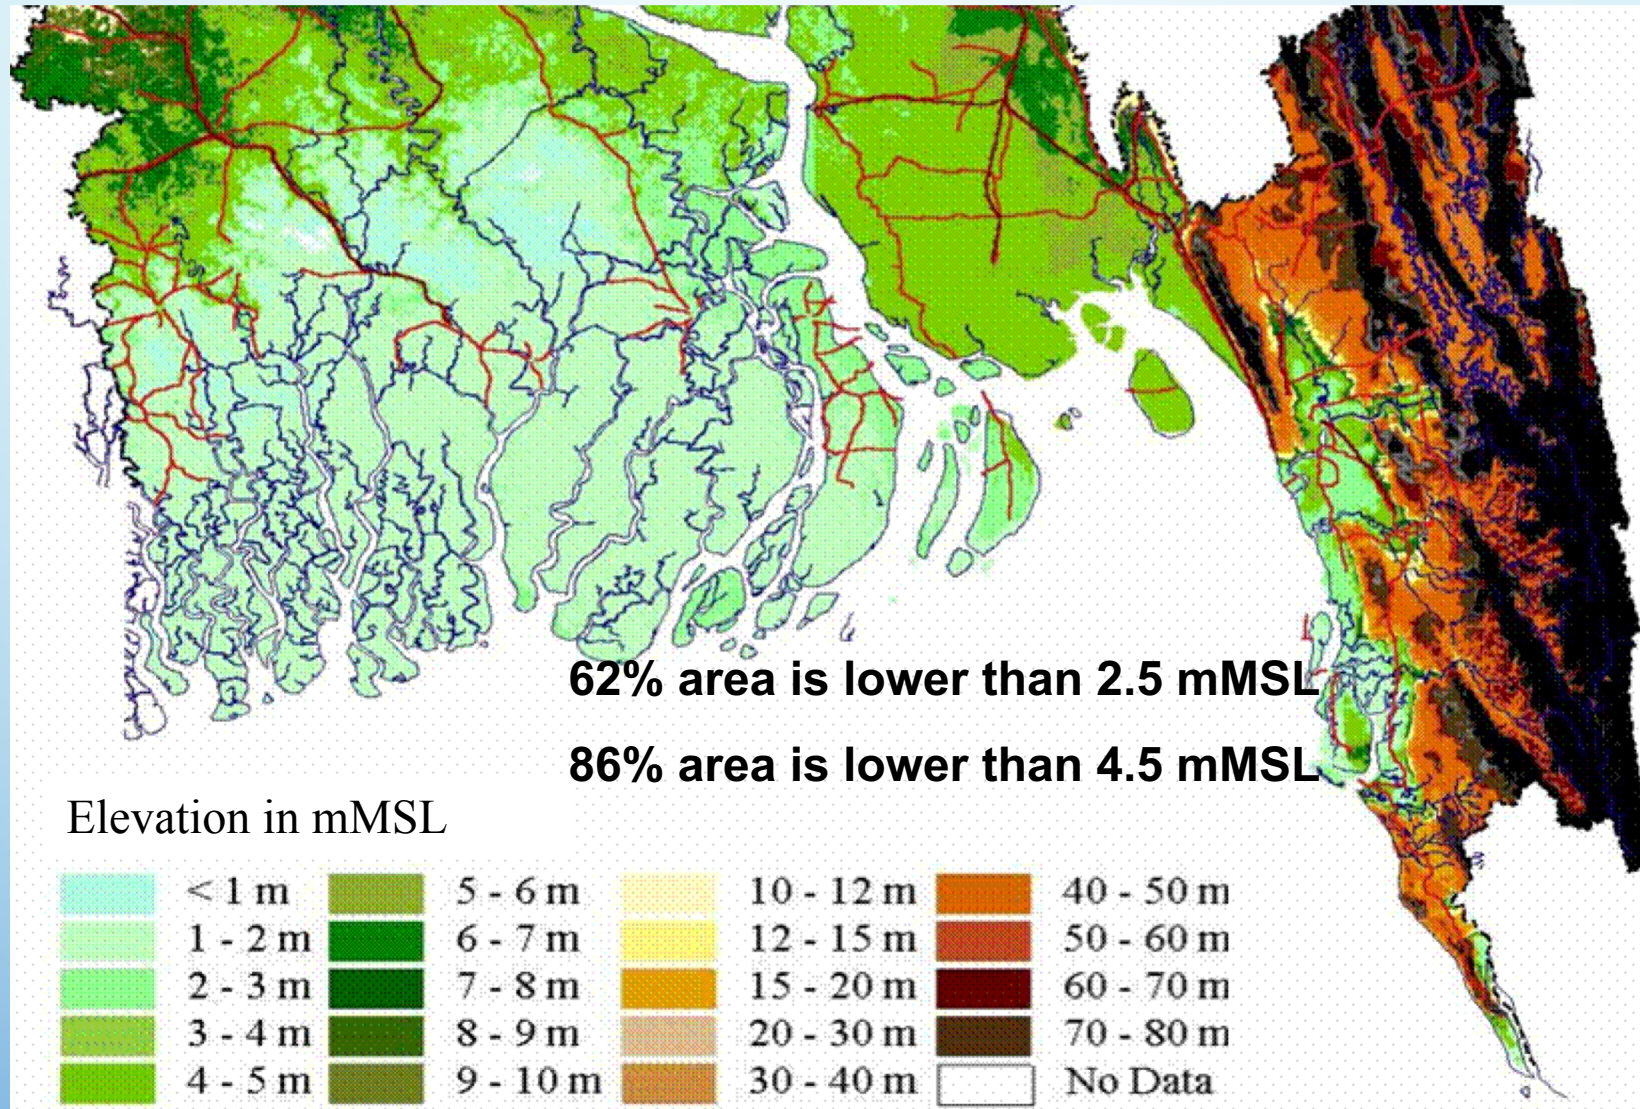 62% area is lower than 2.5 mMSL
86% area is lower than 4.5 mMSL
Elevation in mMSL
< 1 m
1 - 2 m
2 - 3 m
3 - 4 m
4 - 5 m
5 - 6 m
6 - 7 m
7 - 8 m
8 - 9 m
9 - 10 m
10 - 12 m
12 - 15 m
15 - 20 m
20 - 30 m
30 - 40 m
40 - 50 m
50 - 60 m
60 - 70 m
70 - 80 m
No Data